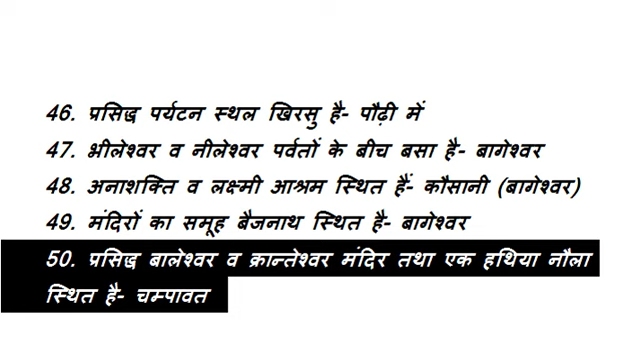 46. प्रसिद्ध पर्यटन स्थल खिरसु है- पौढ़ी में
47. भीलेश्वर व नीलेश्वर पर्वतों के बीच बसा है- बागेश्वर
48. अनाशक्ति व लक्ष्मी आश्रम स्थित हैं- कौसानी (बागेश्वर)
49. मंदिरों का समूह बैजनाथ स्थित है- बागेश्वर
50. प्रसिद्ध बालेश्वर व क्रान्तेश्वर मंदिर तथा एक हथिया नौला
स्थित है- चम्पावत